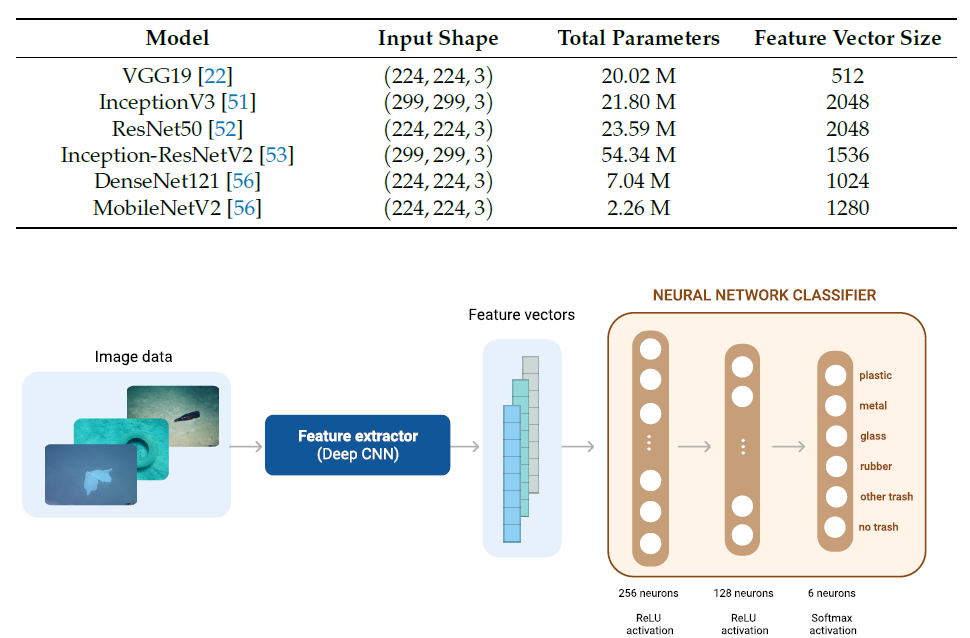 Model Input Shape Total Parameters Feature Vector Size
VGG19 [22] (224, 224, 3) 20.02 M 512
InceptionV3 [51] (299, 299, 3) 21.80 M 2048
ResNet50 [52] (224, 224, 3) 23.59 M 2048
Inception-ResNetV2 [53] (299, 299, 3) 54.34 M 1536
DenseNet121 [56] (224, 224, 3) 7.04 M 1024
MobileNetV2 [56] (224, 224, 3) 2.26 M 1280
Image data
Feature extractor
(Deep CNN)
Feature vectors
NEURAL NETWORK CLASSIFIER
plastic
metal
glass
rubber
other trash
no trash
256 neurons
ReLU
activation
128 neurons
ReLU
activation
6 neurons
Softmax
activation